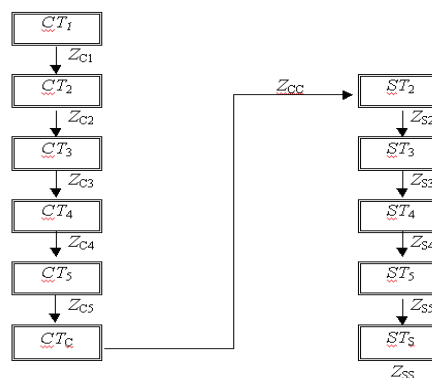 CT1
ZC1
CT2
ZC2
CT3
ZC3
CT4
ZC4
CT5
ZC5
CTC
ZCC
ST2
ZS2
ST3
ZS3
ST4
ZS4
ST5
ZS5
STS
ZSS